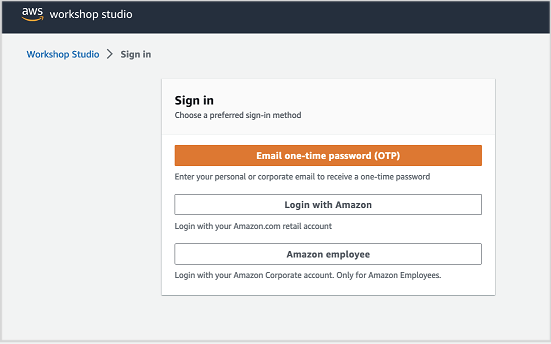 aws
workshop studio
Workshop Studio > Sign in
Sign in
Choose a preferred sign-in method
Email one-time password (OTP)
Enter your personal or corporate email to receive a one-time password
Login with Amazon
Login with your Amazon.com retail account
Amazon employee
Login with your Amazon Corporate account. Only for Amazon Employees.